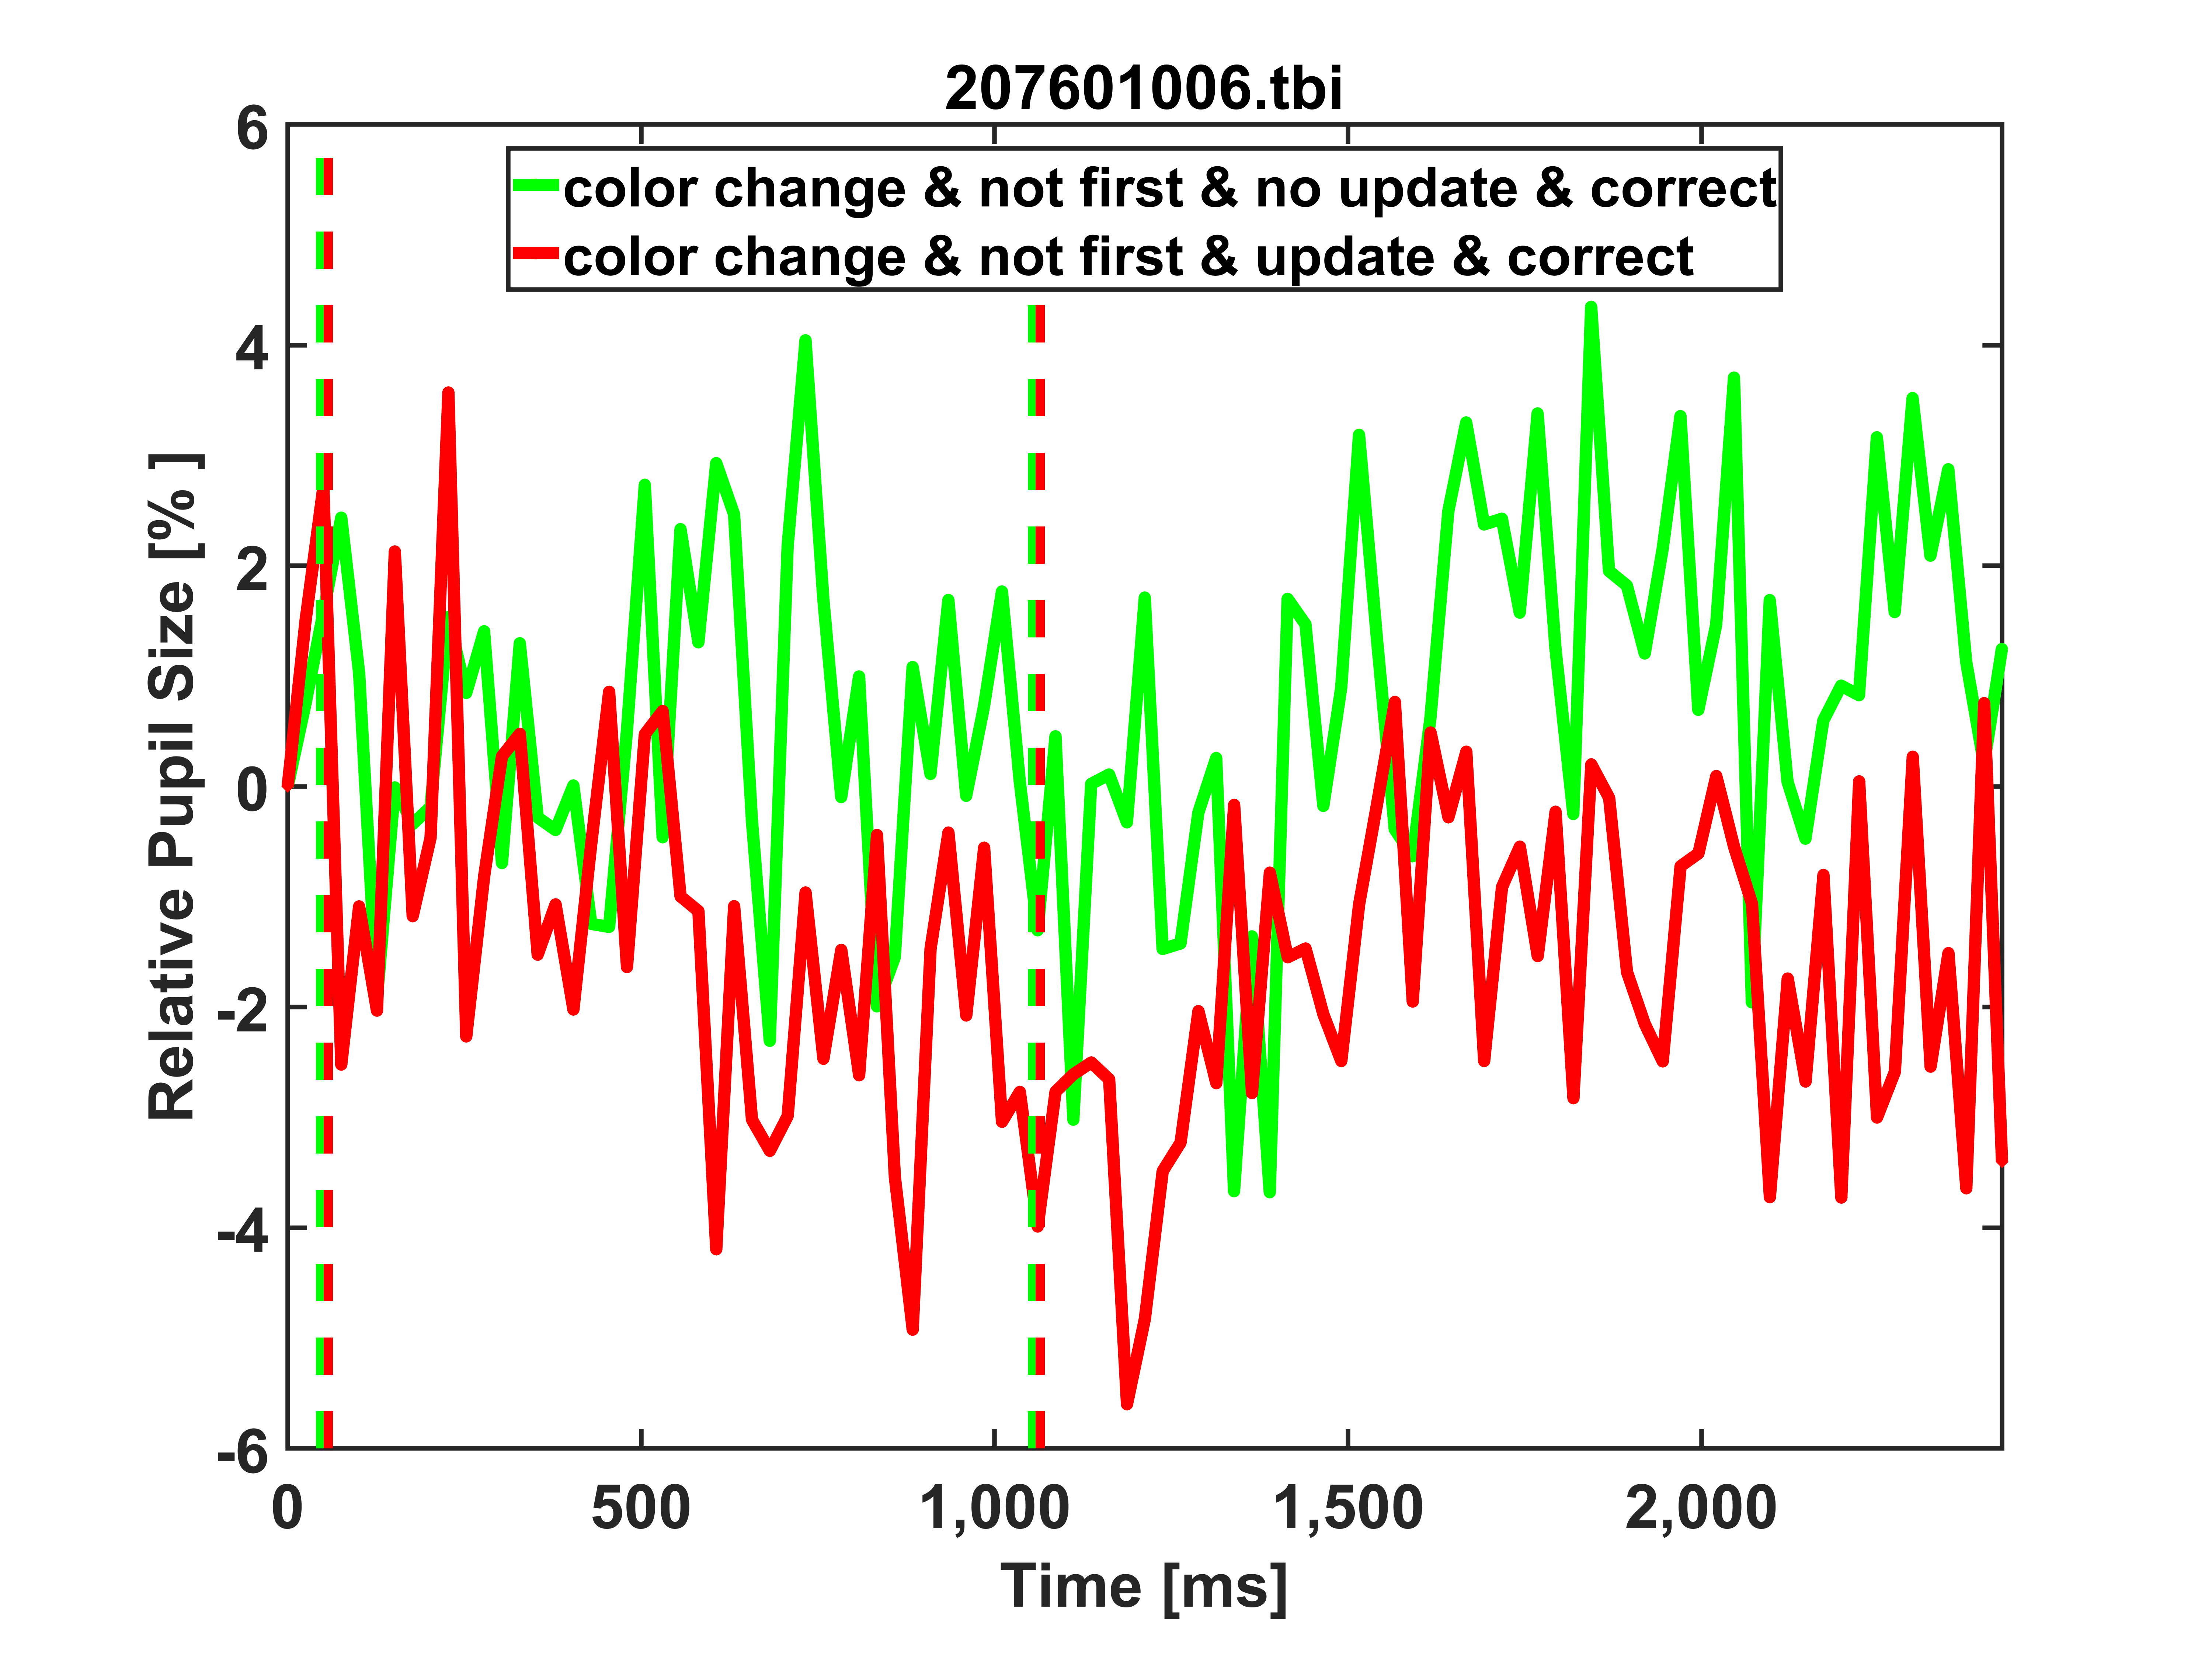 207601006.tbi
color change & not first & no update & correct
color change & not first & update & correct
Relative Pupil Size [% ]
6
4
2
0
-2
-4
-6
0 500 1,000 1,500 2,000
Time [ms]